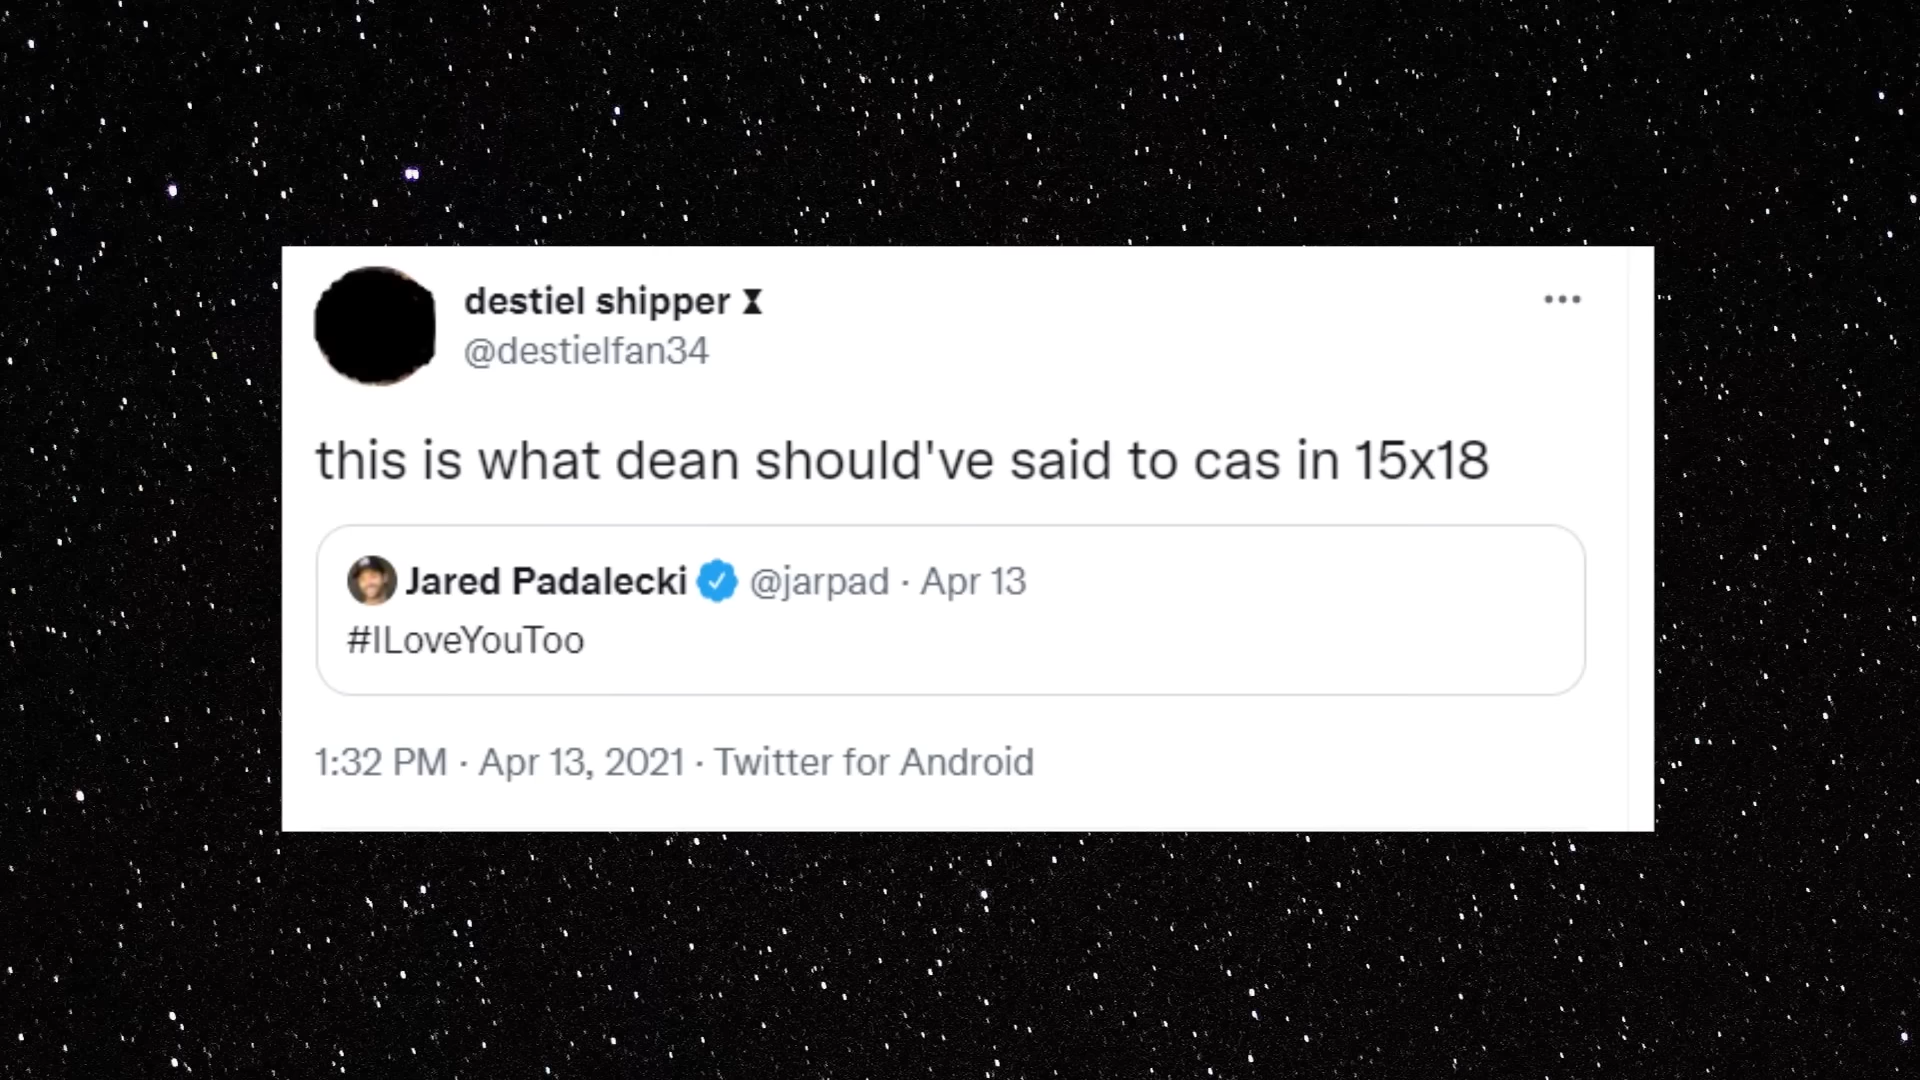 destiel shipper ⧗
@destielfan34
this is what dean should've said to cas in 15x18
Jared Padalecki @jarpad · Apr 13
#ILoveYouToo
1:32 PM · Apr 13, 2021 · Twitter for Android